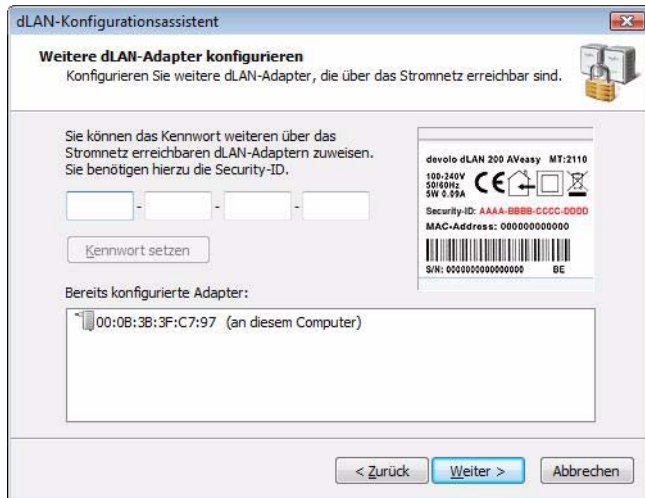 dLAN-Konfigurationsassistent
Weitere dLAN-Adapter konfigurieren
Konfigurieren Sie weitere dLAN-Adapter, die über das Stromnetz erreichbar sind.
Sie können das Kennwort weiteren über das
Stromnetz erreichbaren dLAN-Adaptern zuweisen.
Sie benötigen hierzu die Security-ID.
- - -
Kennwort setzen
devolo dLAN 200 AVeasy MT:2110
100-240V
50/60Hz
5W 0.09A
CE
Security-ID: AAAA-BBBB-CCCC-DDDD
MAC-Address: 000000000000
S/N: 0000000000000000 BE
Bereits konfigurierte Adapter:
00:0B:3B:3F:C7:97 (an diesem Computer)
< Zurück
Weiter >
Abbrechen